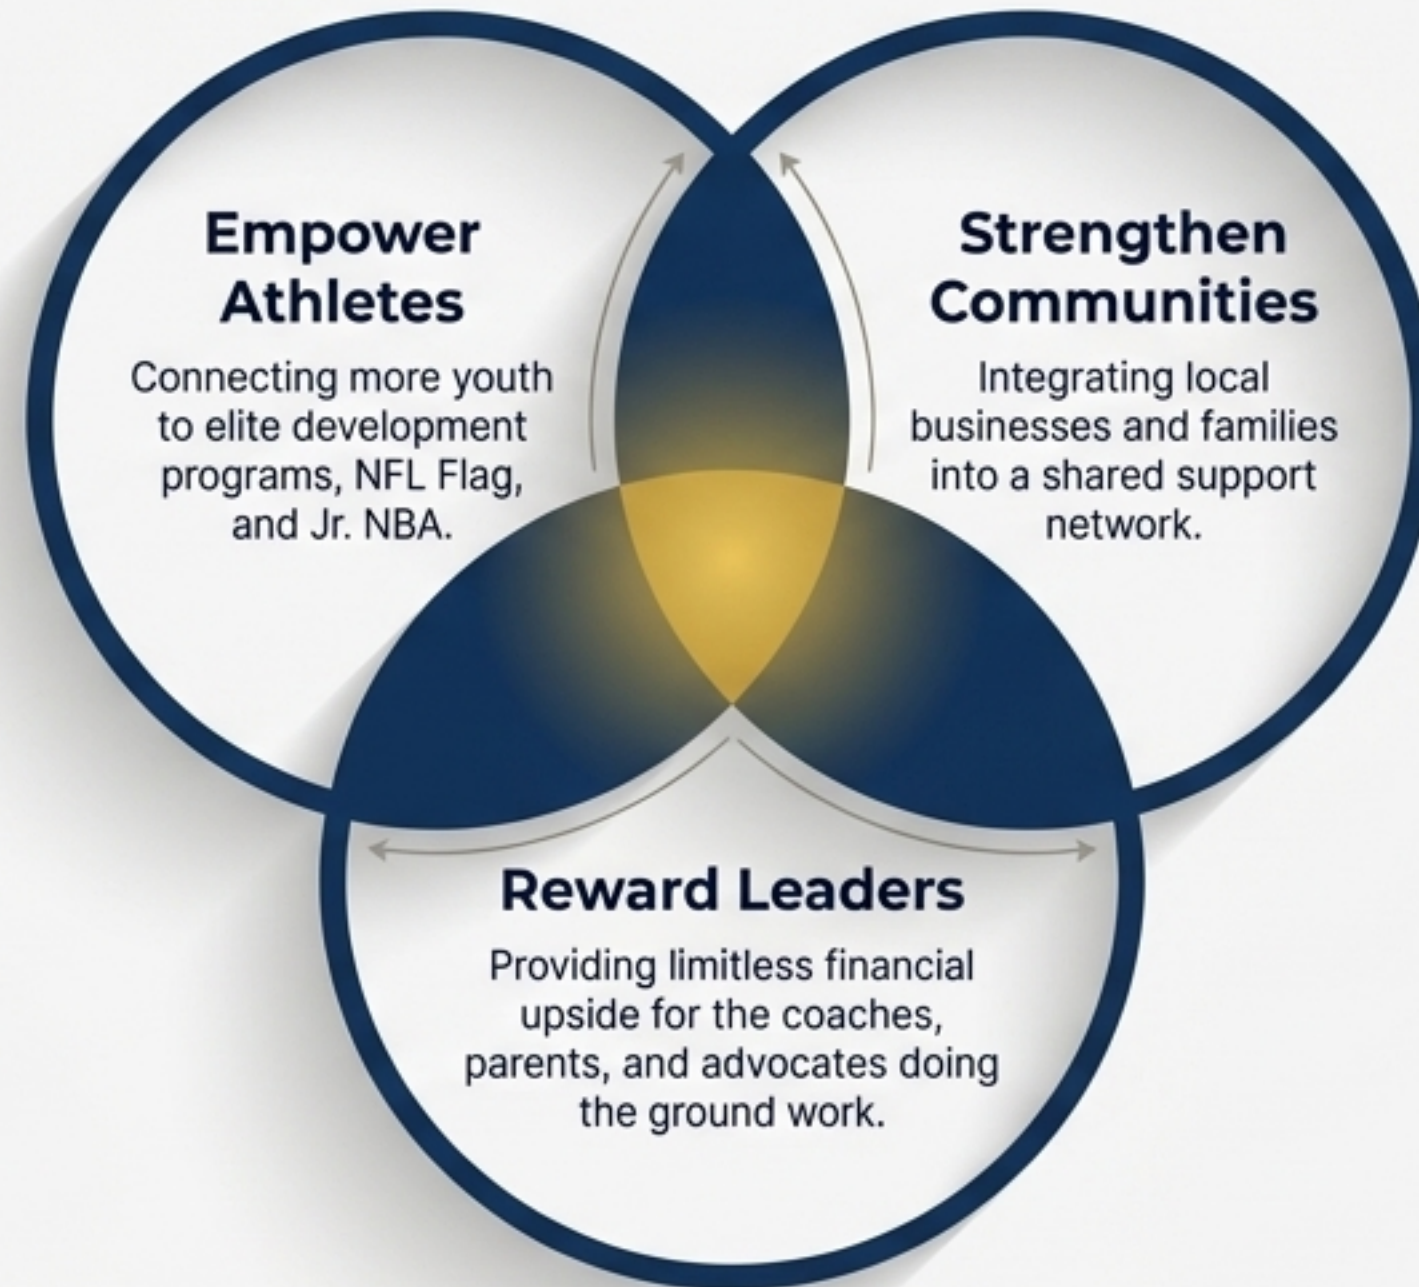 Empower
Athletes
Connecting more youth
to elite development
programs, NFL Flag,
and Jr. NBA.
Strengthen
Communities
Integrating local
businesses and families
into a shared support
network.
Reward Leaders
Providing limitless financial
upside for the coaches,
parents, and advocates doing
the ground work.